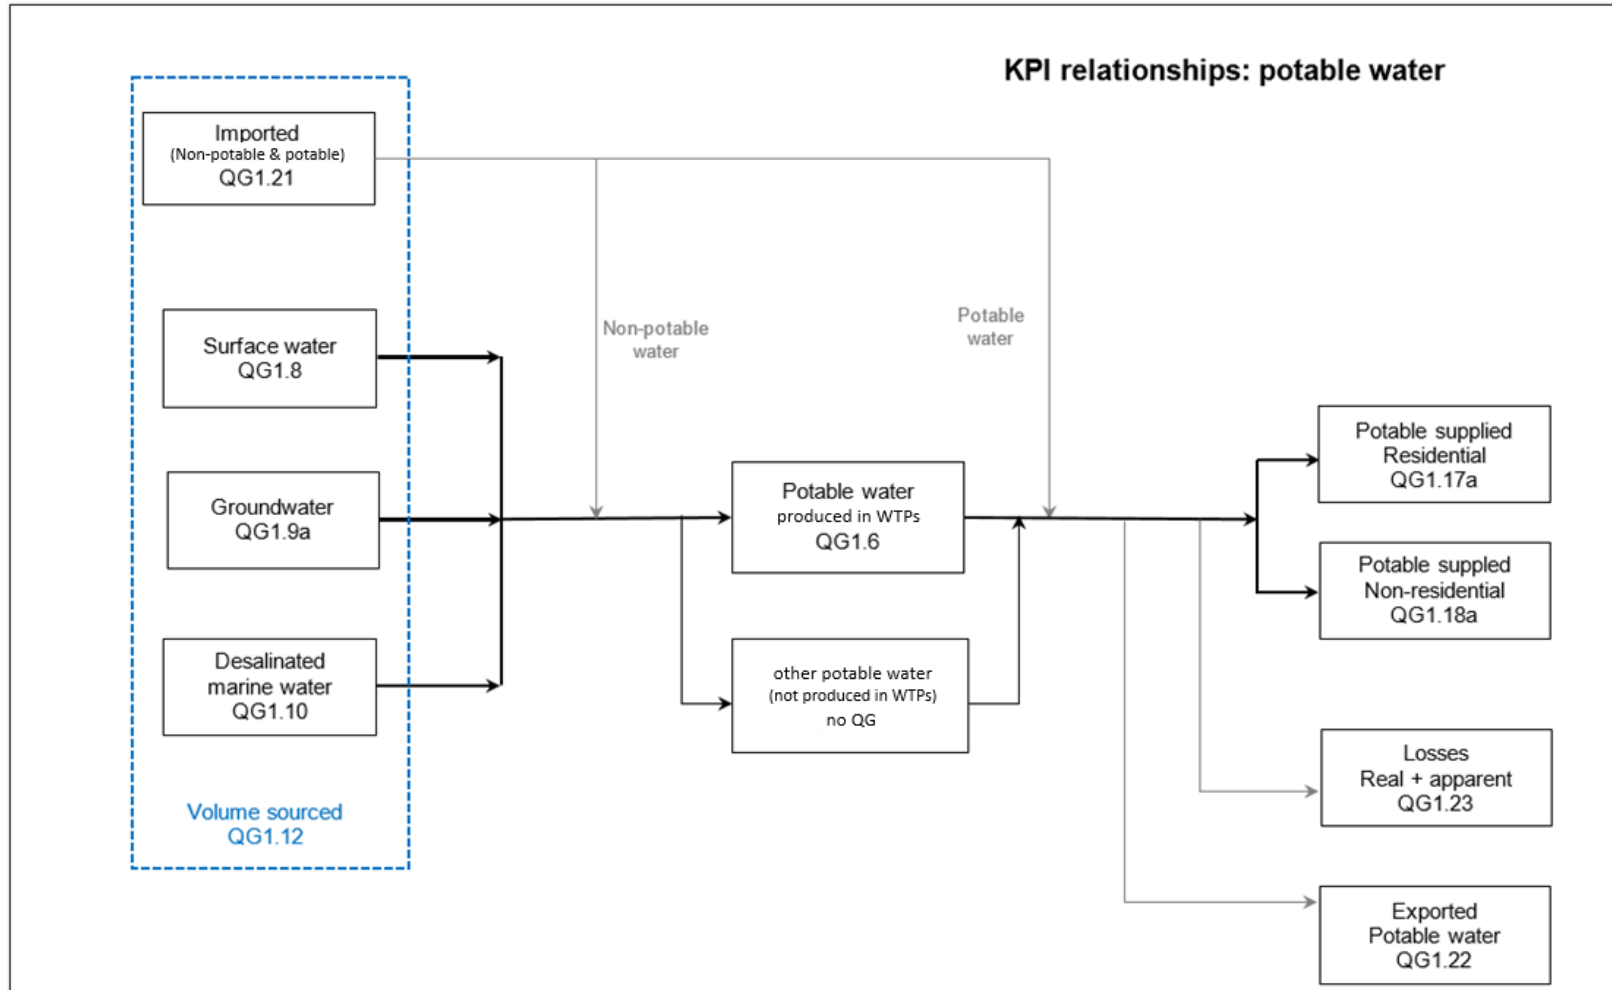 KPI relationships: potable water
Imported
(Non-potable & potable)
QG1.21
Surface water
QG1.8
Groundwater
QG1.9a
Desalinated
marine water
QG1.10
Volume sourced
QG1.12
Non-potable
water
Potable
water
Potable water
produced in WTPs
QG1.6
other potable water
(not produced in WTPs)
no QG
Potable supplied
Residential
QG1.17a
Potable suppled
Non-residential
QG1.18a
Losses
Real + apparent
QG1.23
Exported
Potable water
QG1.22